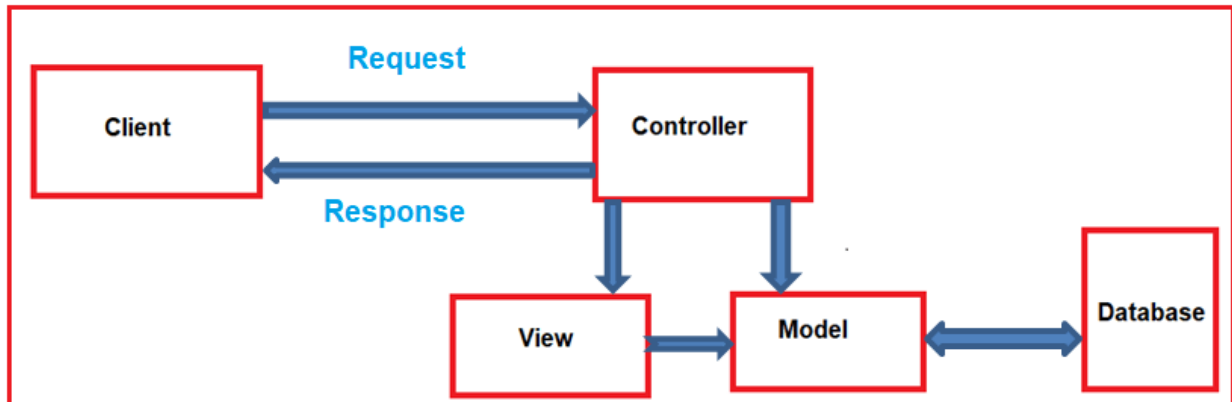 Request
Client
Controller
Response
View
Model
Database